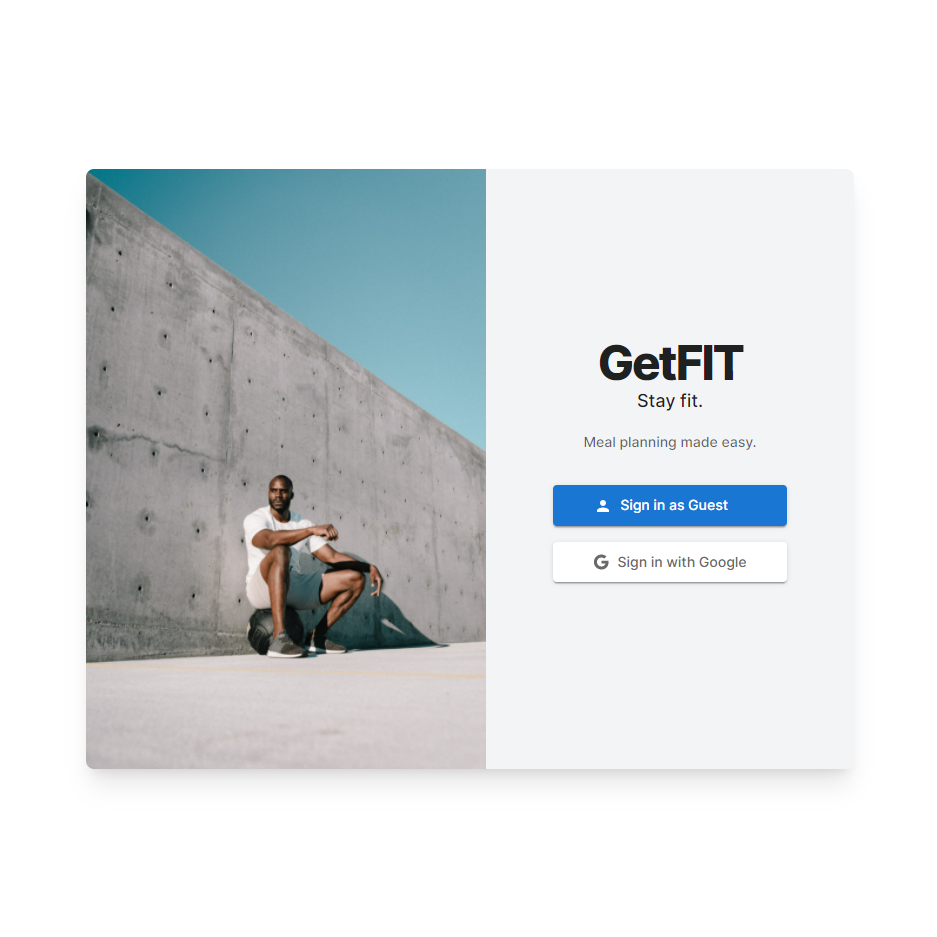 GetFIT
Stay fit.
Meal planning made easy.
Sign in as Guest
Sign in with Google